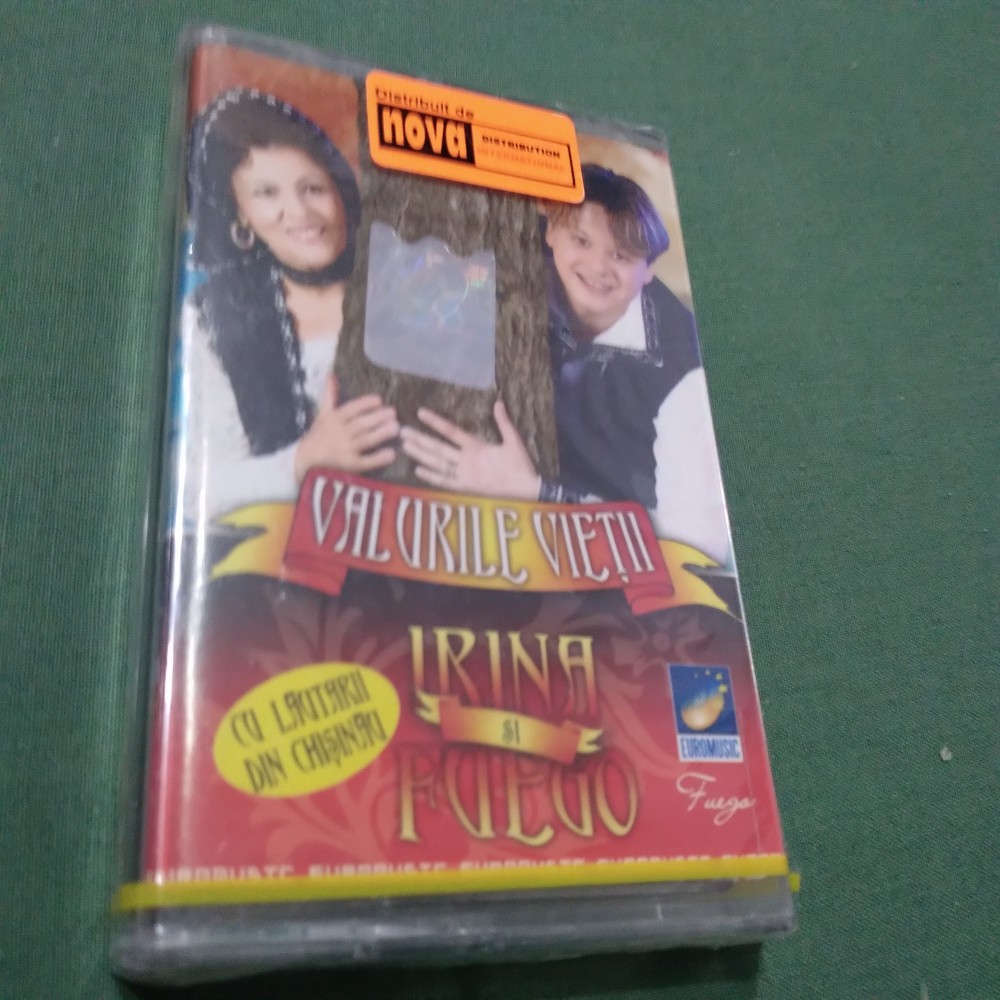 Distribuit de
nova
DISTRIBUTION
INTERNATIONAL
VALURILE VIEȚII
IRINA
ȘI
FUEGO
CU LĂUTARII
DIN CHIȘINĂU
EUROMUSIC
Fuego